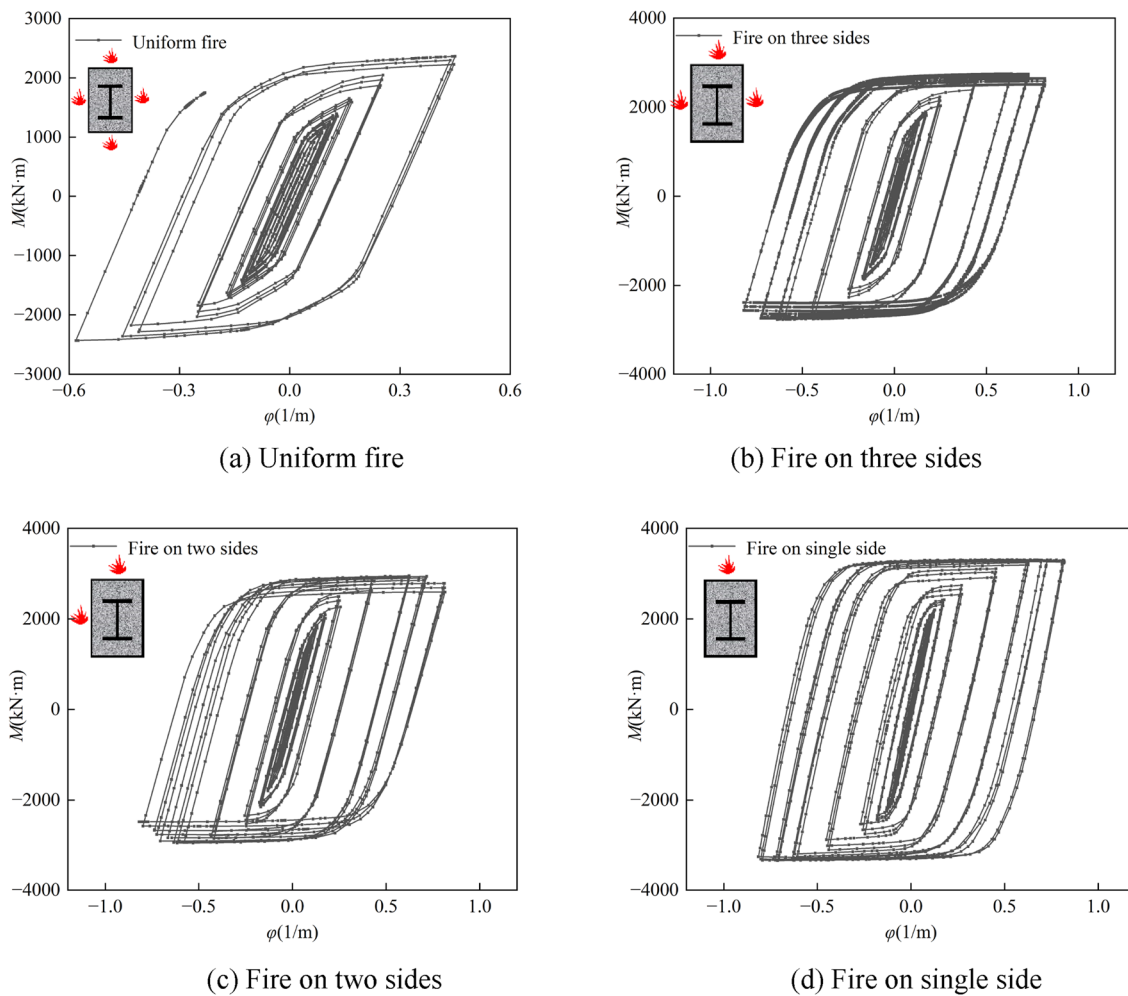 3000
2000
1000
0
−1000
−2000
−3000
−0.6
−0.3
0.0
0.3
0.6
M(kN·m)
φ(1/m)
Uniform fire
(a) Uniform fire
4000
2000
0
−2000
−4000
−1.0
−0.5
0.0
0.5
1.0
M(kN·m)
φ(1/m)
Fire on three sides
(b) Fire on three sides
4000
2000
0
−2000
−4000
−1.0
−0.5
0.0
0.5
1.0
M(kN·m)
φ(1/m)
Fire on two sides
(c) Fire on two sides
4000
2000
0
−2000
−4000
−1.0
−0.5
0.0
0.5
1.0
M(kN·m)
φ(1/m)
Fire on single side
(d) Fire on single side